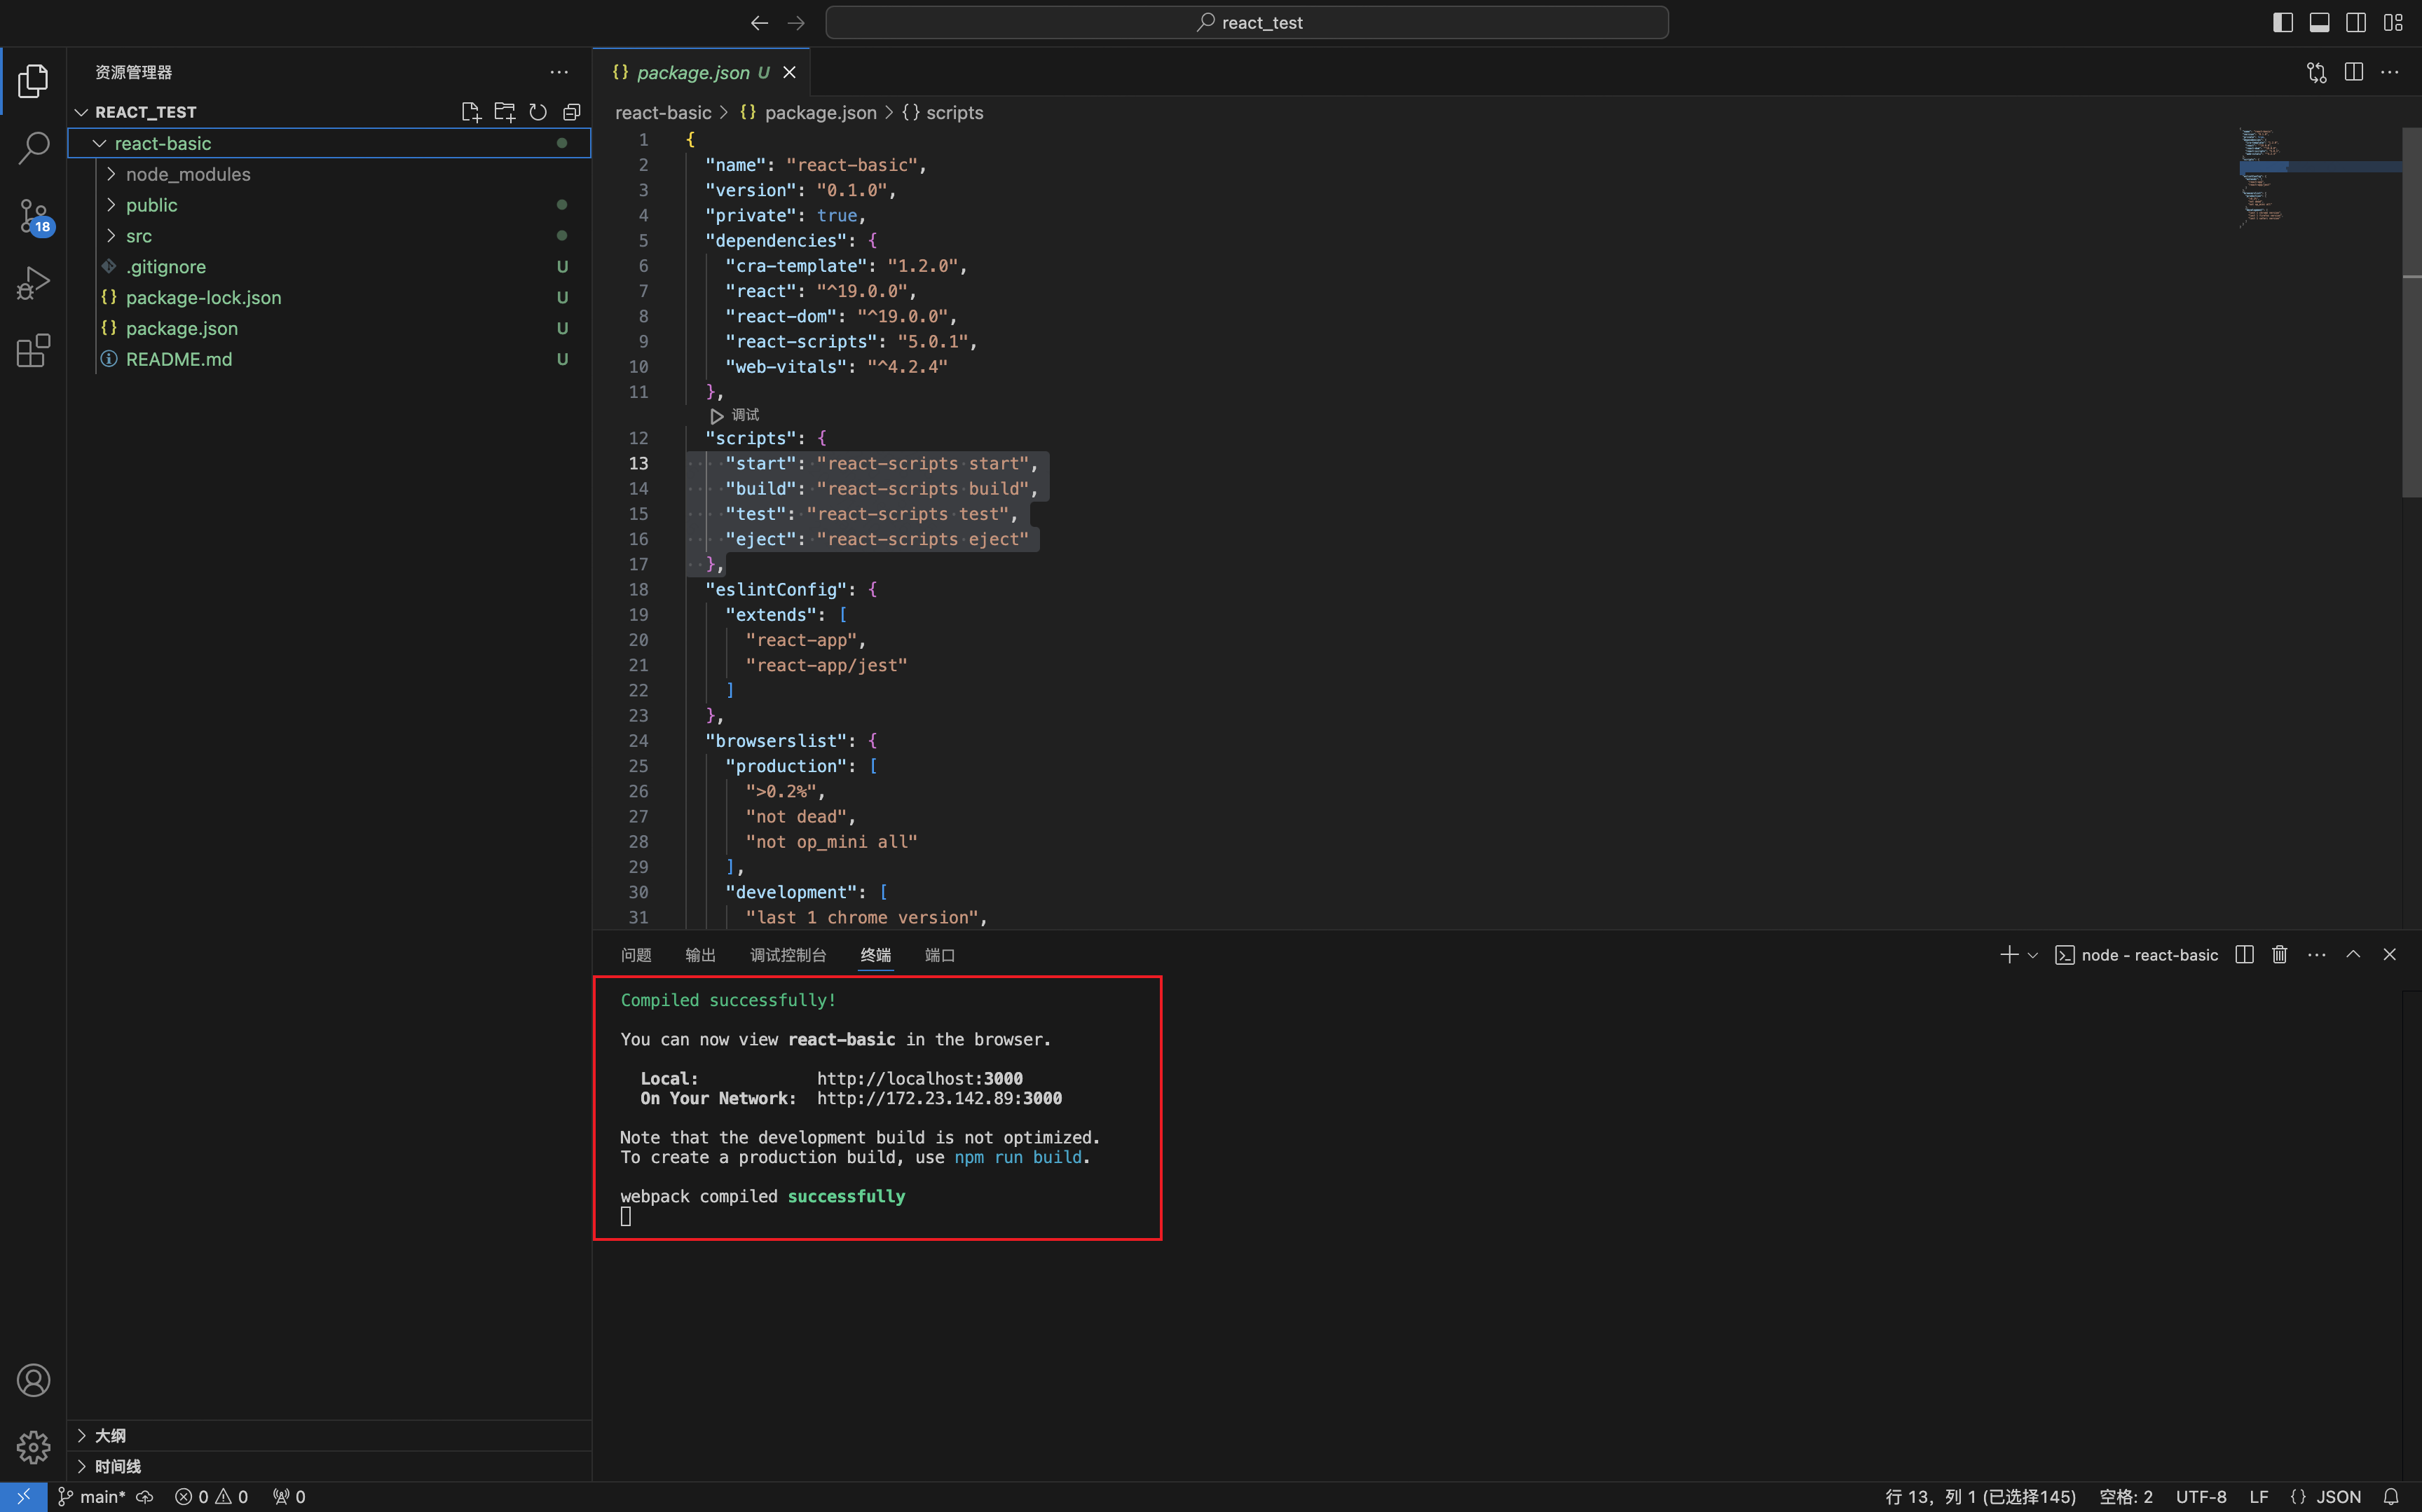 react_test
资源管理器
REACT_TEST
react-basic
node_modules
public
src
.gitignore U
package-lock.json U
package.json U
README.md U
18
大纲
时间线
package.json U
react-basic > {} package.json > {} scripts
1 {
2 "name": "react-basic",
3 "version": "0.1.0",
4 "private": true,
5 "dependencies": {
6 "cra-template": "1.2.0",
7 "react": "^19.0.0",
8 "react-dom": "^19.0.0",
9 "react-scripts": "5.0.1",
10 "web-vitals": "^4.2.4"
11 },
调试
12 "scripts": {
13 "start": "react-scripts start",
14 "build": "react-scripts build",
15 "test": "react-scripts test",
16 "eject": "react-scripts eject"
17 },
18 "eslintConfig": {
19 "extends": [
20 "react-app",
21 "react-app/jest"
22 ]
23 },
24 "browserslist": {
25 "production": [
26 ">0.2%",
27 "not dead",
28 "not op_mini all"
29 ],
30 "development": [
31 "last 1 chrome version",
问题 输出 调试控制台 终端 端口
node - react-basic
Compiled successfully!
You can now view react-basic in the browser.
Local: http://localhost:3000
On Your Network: http://172.23.142.89:3000
Note that the development build is not optimized.
To create a production build, use npm run build.
webpack compiled successfully
main* 0 0 0
行 13, 列 1 (已选择145) 空格: 2 UTF-8 LF {} JSON